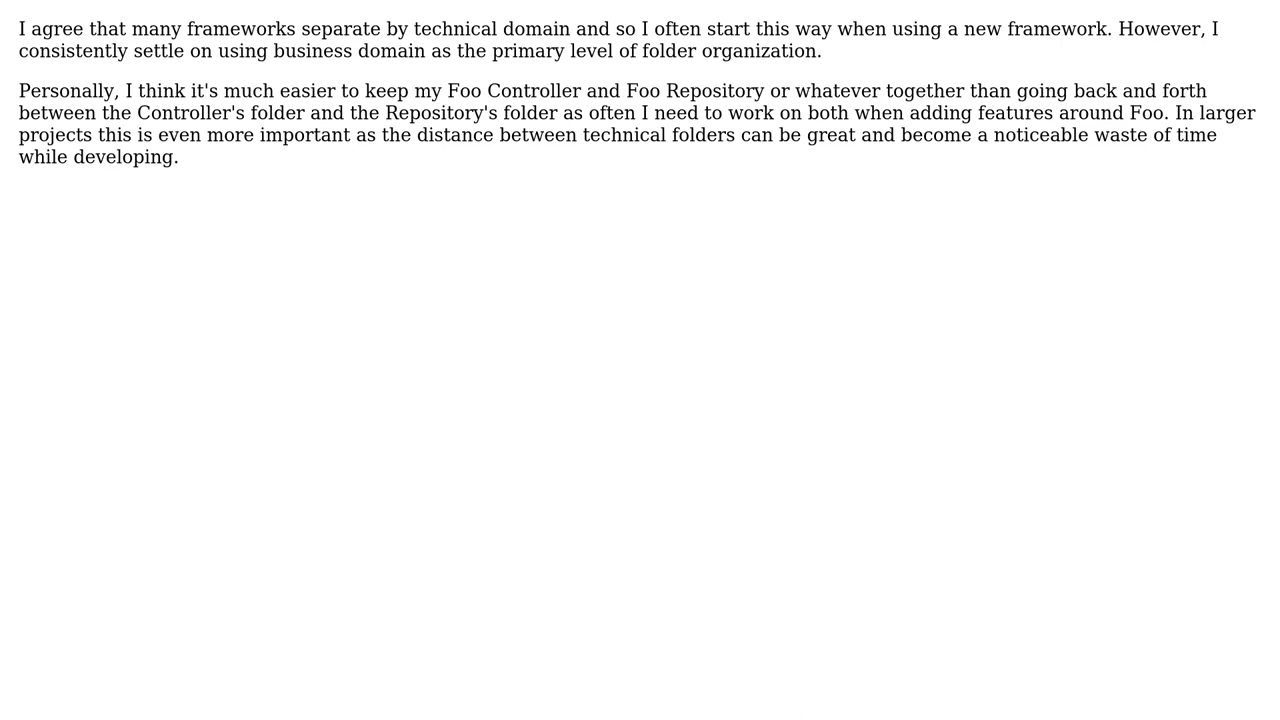 I agree that many frameworks separate by technical domain and so I often start this way when using a new framework. However, I
consistently settle on using business domain as the primary level of folder organization.
Personally, I think it's much easier to keep my Foo Controller and Foo Repository or whatever together than going back and forth
between the Controller's folder and the Repository's folder as often I need to work on both when adding features around Foo. In larger
projects this is even more important as the distance between technical folders can be great and become a noticeable waste of time
while developing.